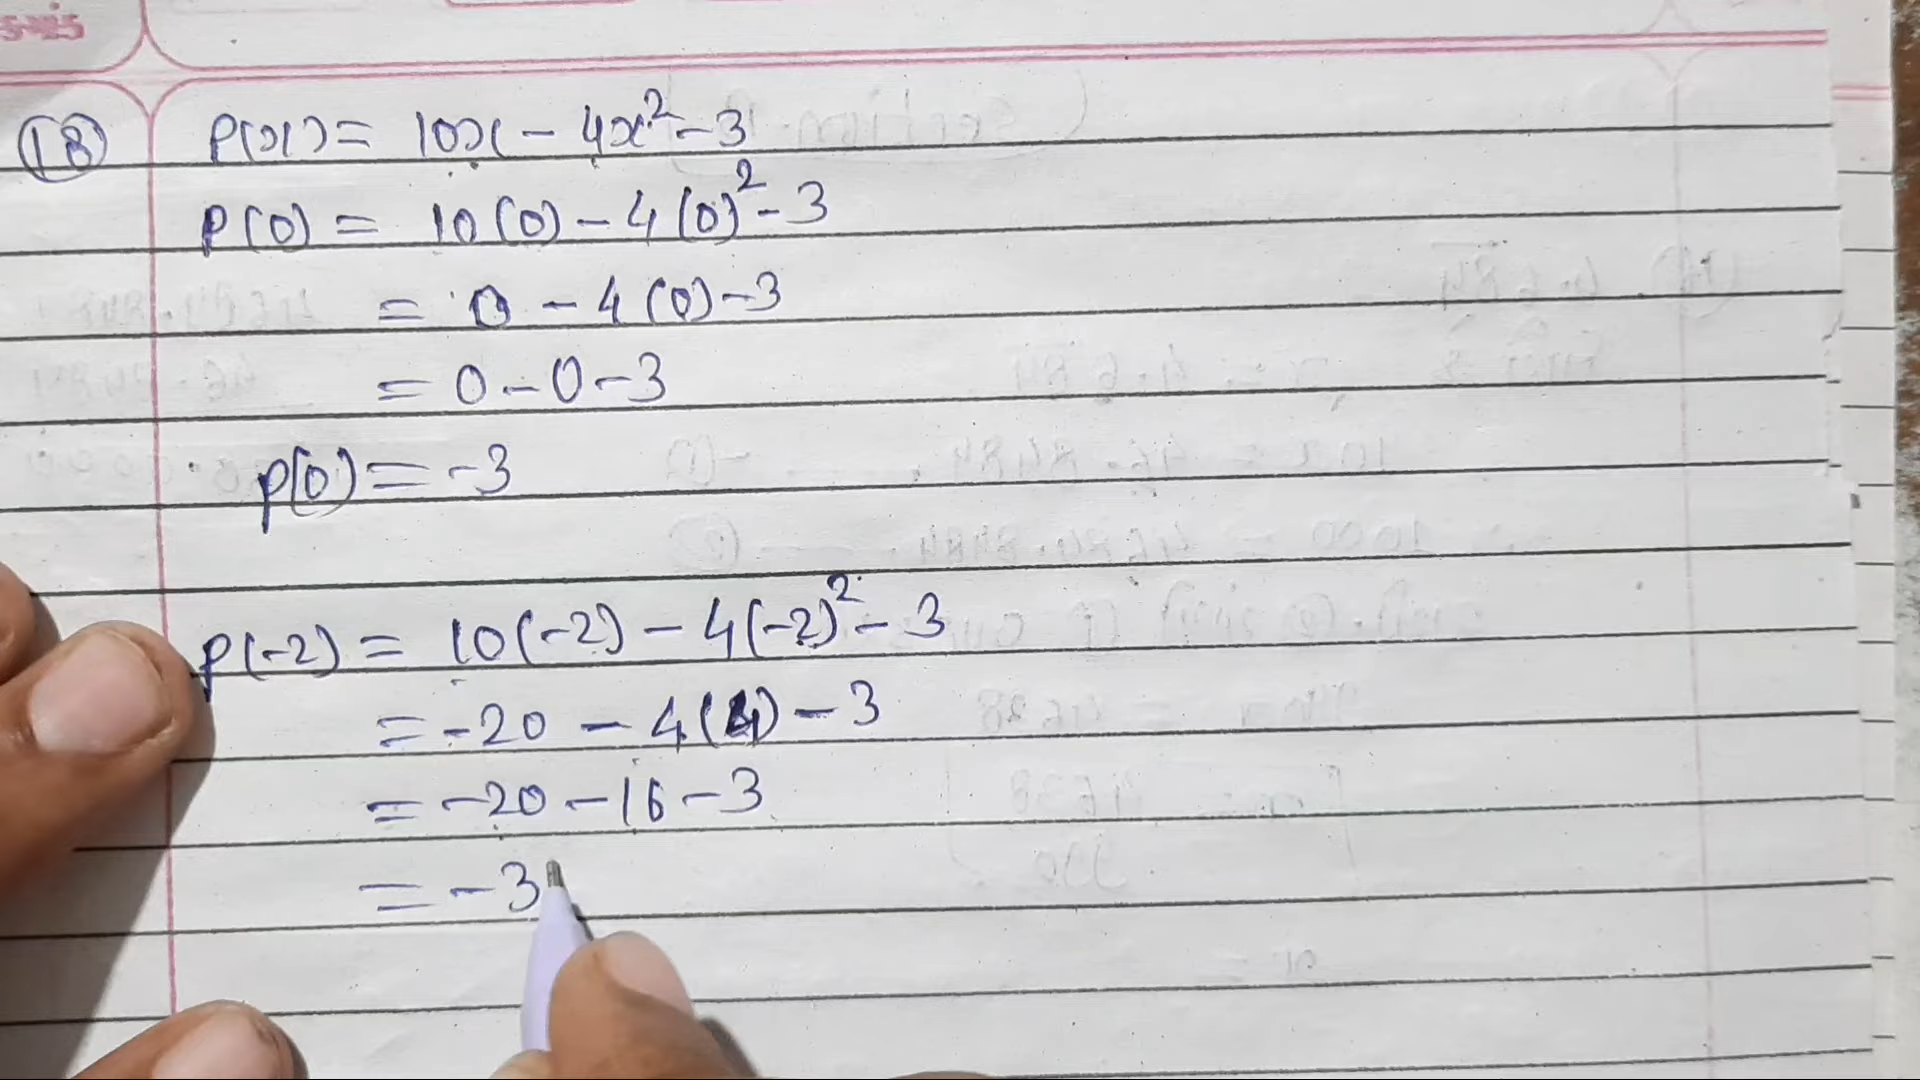 (18) P(x) = 10x - 4x² - 3
P(0) = 10(0) - 4(0)² - 3
= 0 - 4(0) - 3
= 0 - 0 - 3
p(0) = -3
P(-2) = 10(-2) - 4(-2)² - 3
= -20 - 4(4) - 3
= -20 - 16 - 3
= -3